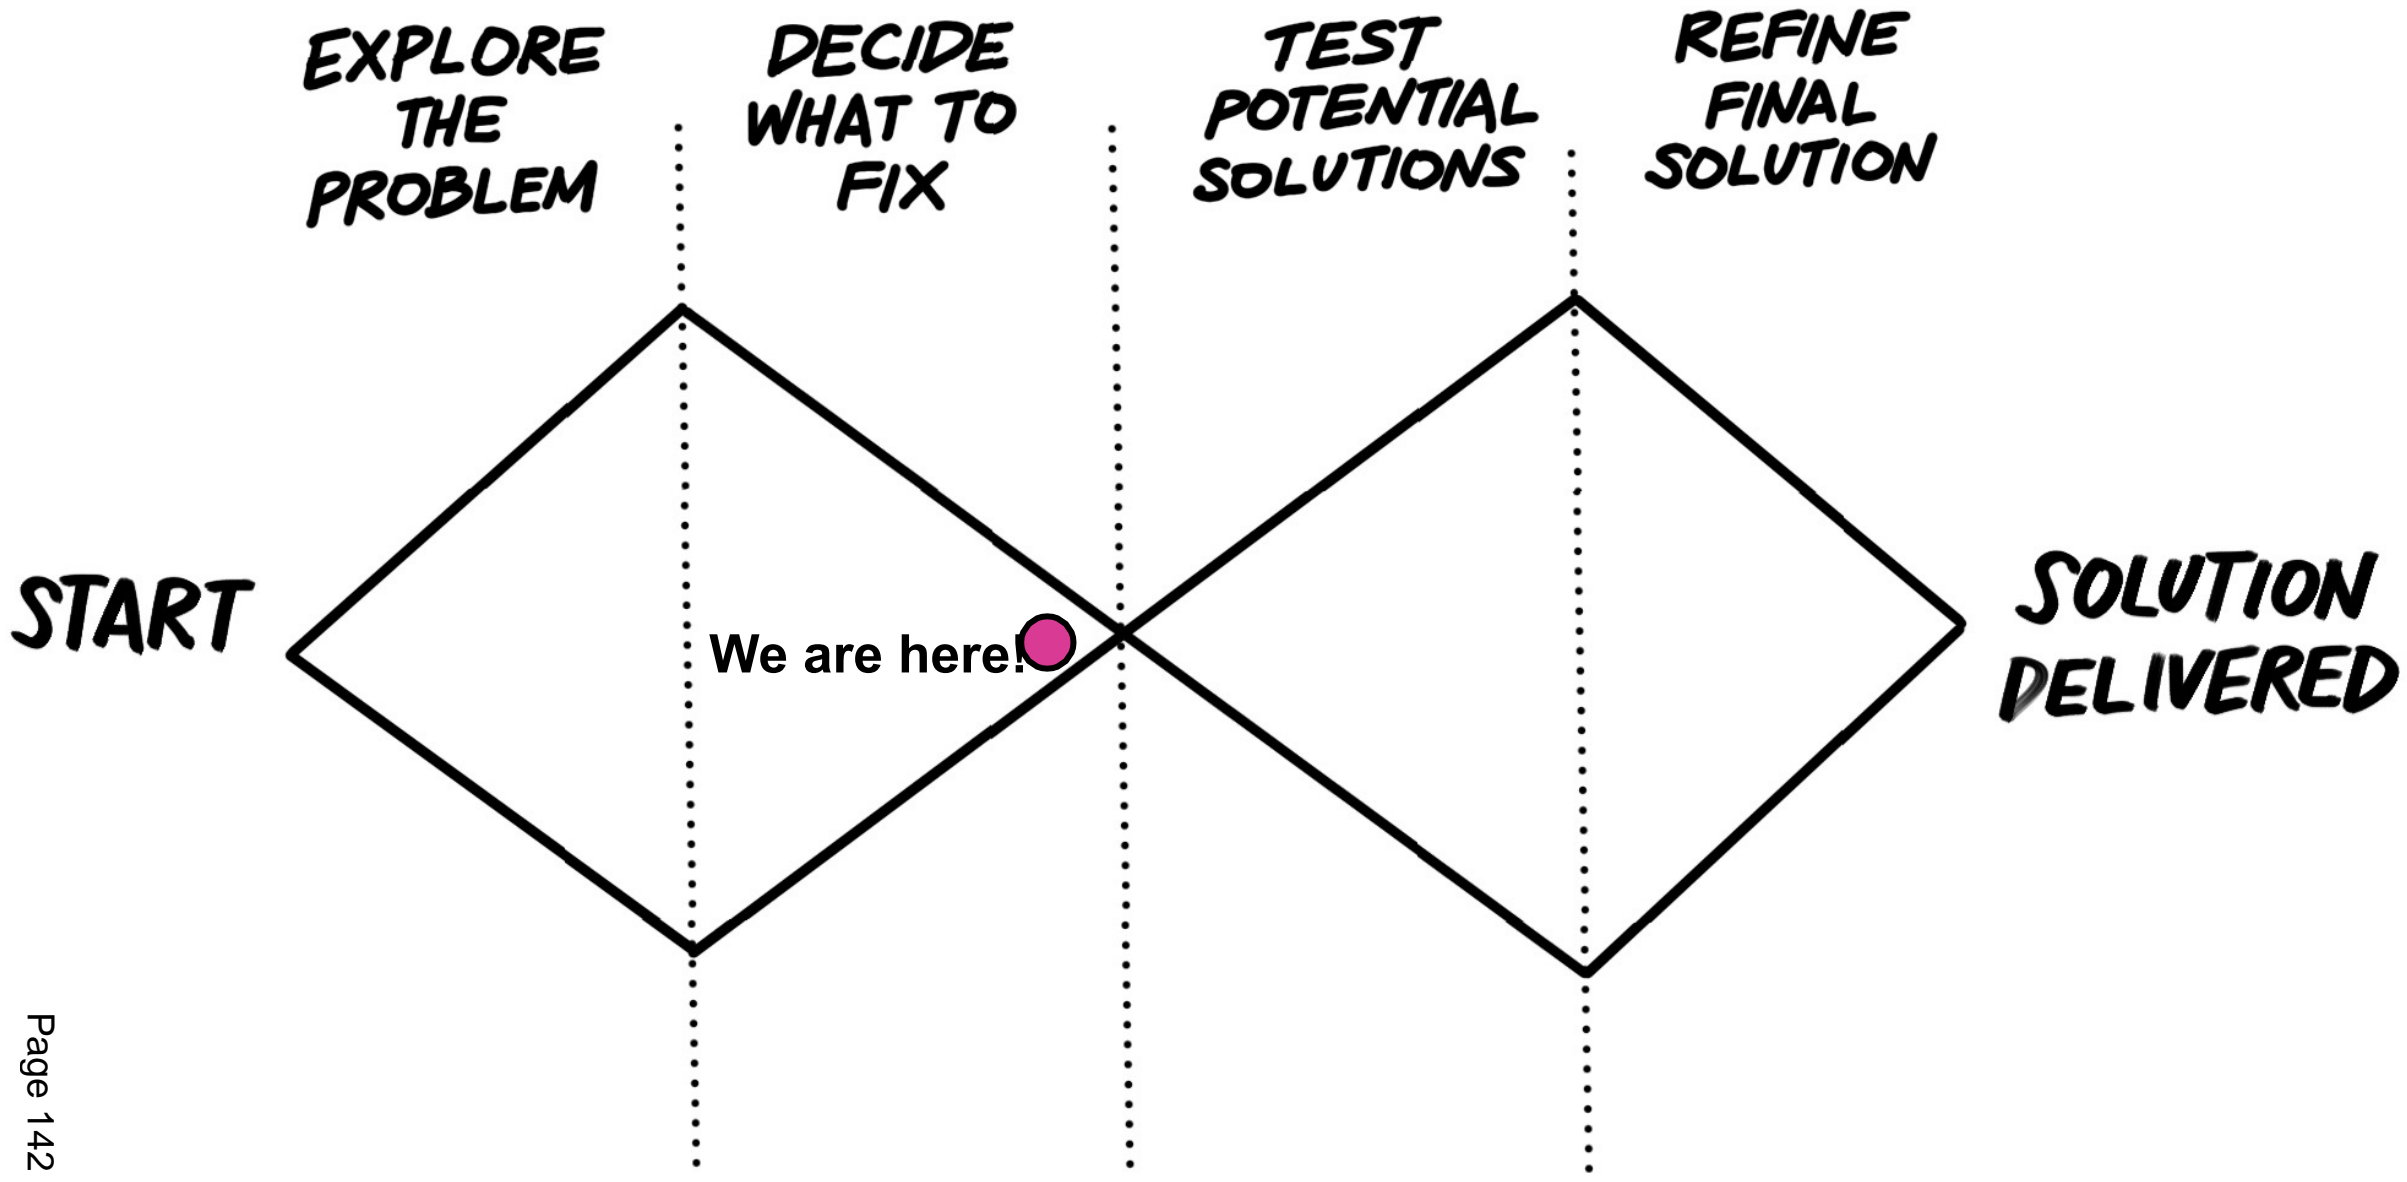 EXPLORE
THE
PROBLEM
DECIDE
WHAT TO
FIX
TEST
POTENTIAL
SOLUTIONS
REFINE
FINAL
SOLUTION
START
We are here!
SOLUTION
DELIVERED
Page 142